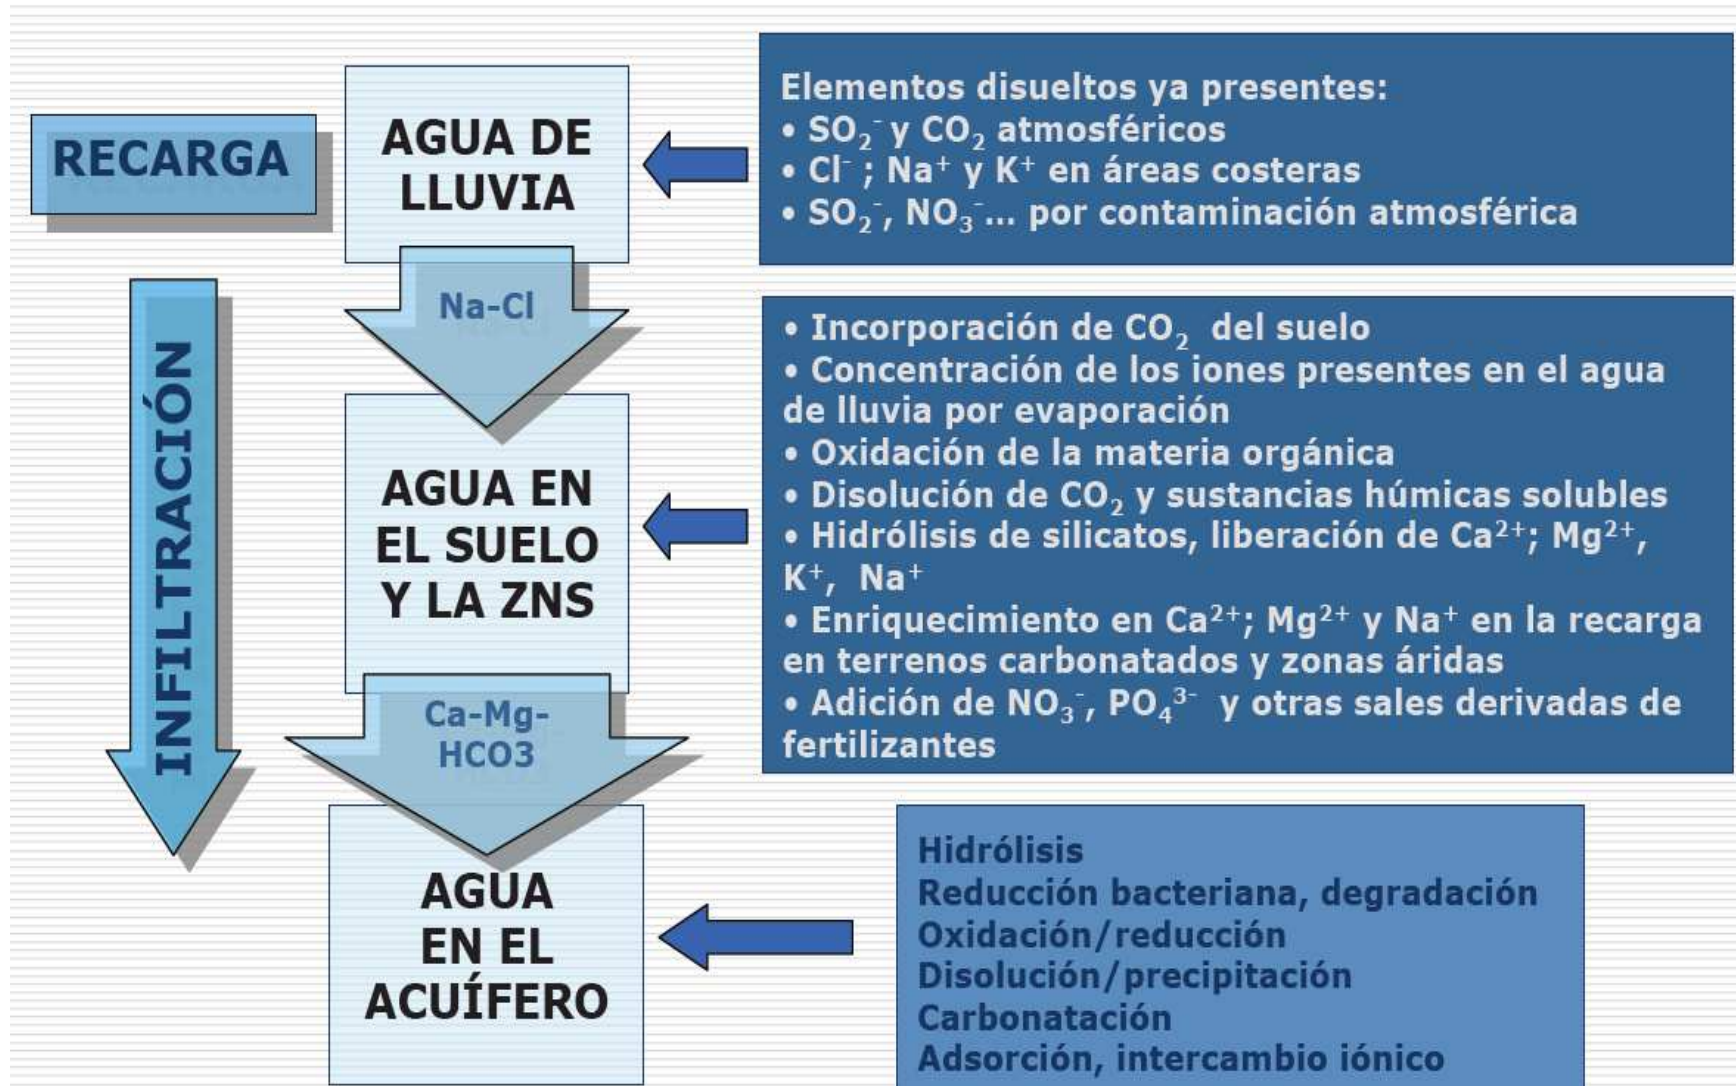 RECARGA
AGUA DE
LLUVIA
Elementos disueltos ya presentes:
• SO₂⁻ y CO₂ atmosféricos
• Cl⁻ ; Na⁺ y K⁺ en áreas costeras
• SO₂⁻, NO₃⁻... por contaminación atmosférica
Na-Cl
INFILTRACIÓN
AGUA EN
EL SUELO
Y LA ZNS
• Incorporación de CO₂ del suelo
• Concentración de los iones presentes en el agua
de lluvia por evaporación
• Oxidación de la materia orgánica
• Disolución de CO₂ y sustancias húmicas solubles
• Hidrólisis de silicatos, liberación de Ca²⁺; Mg²⁺,
K⁺, Na⁺
• Enriquecimiento en Ca²⁺; Mg²⁺ y Na⁺ en la recarga
en terrenos carbonatados y zonas áridas
• Adición de NO₃⁻, PO₄³⁻ y otras sales derivadas de
fertilizantes
Ca-Mg-
HCO3
AGUA
EN EL
ACUÍFERO
Hidrólisis
Reducción bacteriana, degradación
Oxidación/reducción
Disolución/precipitación
Carbonatación
Adsorción, intercambio iónico